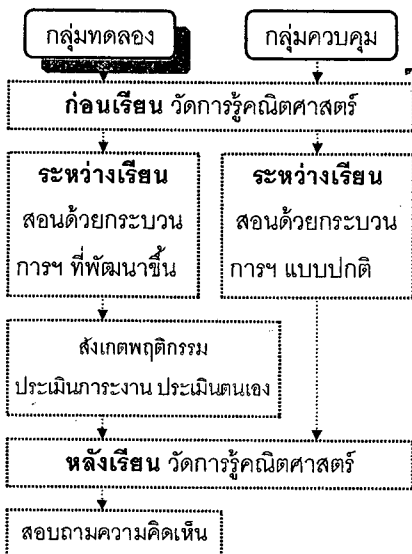 กลุ่มทดลอง
กลุ่มควบคุม
ก่อนเรียน วัดการรู้คณิตศาสตร์
ระหว่างเรียน
สอนด้วยกระบวน
การฯ ที่พัฒนาขึ้น
ระหว่างเรียน
สอนด้วยกระบวน
การฯ แบบปกติ
สังเกตพฤติกรรม
ประเมินภาระงาน ประเมินตนเอง
หลังเรียน วัดการรู้คณิตศาสตร์
สอบถามความคิดเห็น